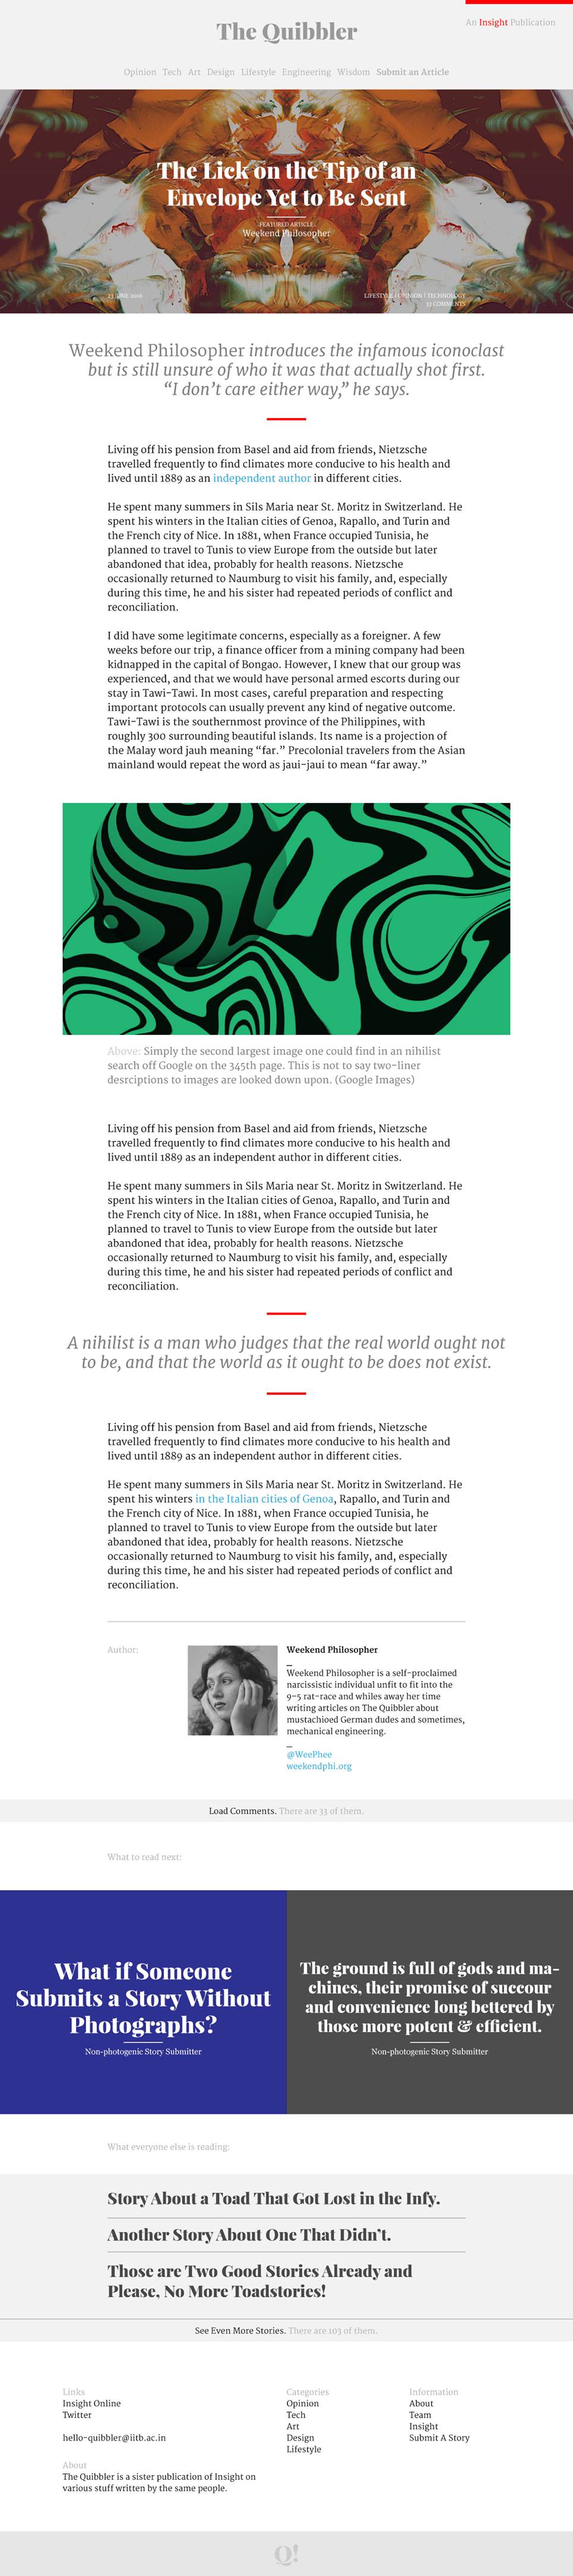 An Insight Publication
The Quibbler
Opinion Tech Art Design Lifestyle Engineering Wisdom Submit an Article
The Lick on the Tip of an
Envelope Yet to Be Sent
FEATURED ARTICLE
Weekend Philosopher
23 JUNE 2016
LIFESTYLE | OPINION | TECHNOLOGY
33 COMMENTS
Weekend Philosopher introduces the infamous iconoclast
but is still unsure of who it was that actually shot first.
“I don’t care either way,” he says.
Living off his pension from Basel and aid from friends, Nietzsche
travelled frequently to find climates more conducive to his health and
lived until 1889 as an independent author in different cities.
He spent many summers in Sils Maria near St. Moritz in Switzerland. He
spent his winters in the Italian cities of Genoa, Rapallo, and Turin and
the French city of Nice. In 1881, when France occupied Tunisia, he
planned to travel to Tunis to view Europe from the outside but later
abandoned that idea, probably for health reasons. Nietzsche
occasionally returned to Naumburg to visit his family, and, especially
during this time, he and his sister had repeated periods of conflict and
reconciliation.
I did have some legitimate concerns, especially as a foreigner. A few
weeks before our trip, a finance officer from a mining company had been
kidnapped in the capital of Bongao. However, I knew that our group was
experienced, and that we would have personal armed escorts during our
stay in Tawi-Tawi. In most cases, careful preparation and respecting
important protocols can usually prevent any kind of negative outcome.
Tawi-Tawi is the southernmost province of the Philippines, with
roughly 300 surrounding beautiful islands. Its name is a projection of
the Malay word jauh meaning “far.” Precolonial travelers from the Asian
mainland would repeat the word as jaui-jaui to mean “far away.”
Above: Simply the second largest image one could find in an nihilist
search off Google on the 345th page. This is not to say two-liner
desrciptions to images are looked down upon. (Google Images)
Living off his pension from Basel and aid from friends, Nietzsche
travelled frequently to find climates more conducive to his health and
lived until 1889 as an independent author in different cities.
He spent many summers in Sils Maria near St. Moritz in Switzerland. He
spent his winters in the Italian cities of Genoa, Rapallo, and Turin and
the French city of Nice. In 1881, when France occupied Tunisia, he
planned to travel to Tunis to view Europe from the outside but later
abandoned that idea, probably for health reasons. Nietzsche
occasionally returned to Naumburg to visit his family, and, especially
during this time, he and his sister had repeated periods of conflict and
reconciliation.
A nihilist is a man who judges that the real world ought not
to be, and that the world as it ought to be does not exist.
Living off his pension from Basel and aid from friends, Nietzsche
travelled frequently to find climates more conducive to his health and
lived until 1889 as an independent author in different cities.
He spent many summers in Sils Maria near St. Moritz in Switzerland. He
spent his winters in the Italian cities of Genoa, Rapallo, and Turin and
the French city of Nice. In 1881, when France occupied Tunisia, he
planned to travel to Tunis to view Europe from the outside but later
abandoned that idea, probably for health reasons. Nietzsche
occasionally returned to Naumburg to visit his family, and, especially
during this time, he and his sister had repeated periods of conflict and
reconciliation.
Author:
Weekend Philosopher
Weekend Philosopher is a self-proclaimed
narcissistic individual unfit to fit into the
9-5 rat-race and whiles away her time
writing articles on The Quibbler about
mustachioed German dudes and sometimes,
mechanical engineering.
@WeePhee
weekendphi.org
Load Comments. There are 33 of them.
What to read next:
What if Someone
Submits a Story Without
Photographs?
Non-photogenic Story Submitter
The ground is full of gods and ma-
chines, their promise of succour
and convenience long bettered by
those more potent & efficient.
Non-photogenic Story Submitter
What everyone else is reading:
Story About a Toad That Got Lost in the Infy.
Another Story About One That Didn’t.
Those are Two Good Stories Already and
Please, No More Toadstories!
See Even More Stories. There are 103 of them.
Links
Insight Online
Twitter
hello-quibbler@iitb.ac.in
About
The Quibbler is a sister publication of Insight on
various stuff written by the same people.
Categories
Opinion
Tech
Art
Design
Lifestyle
Information
About
Team
Insight
Submit A Story
Q!